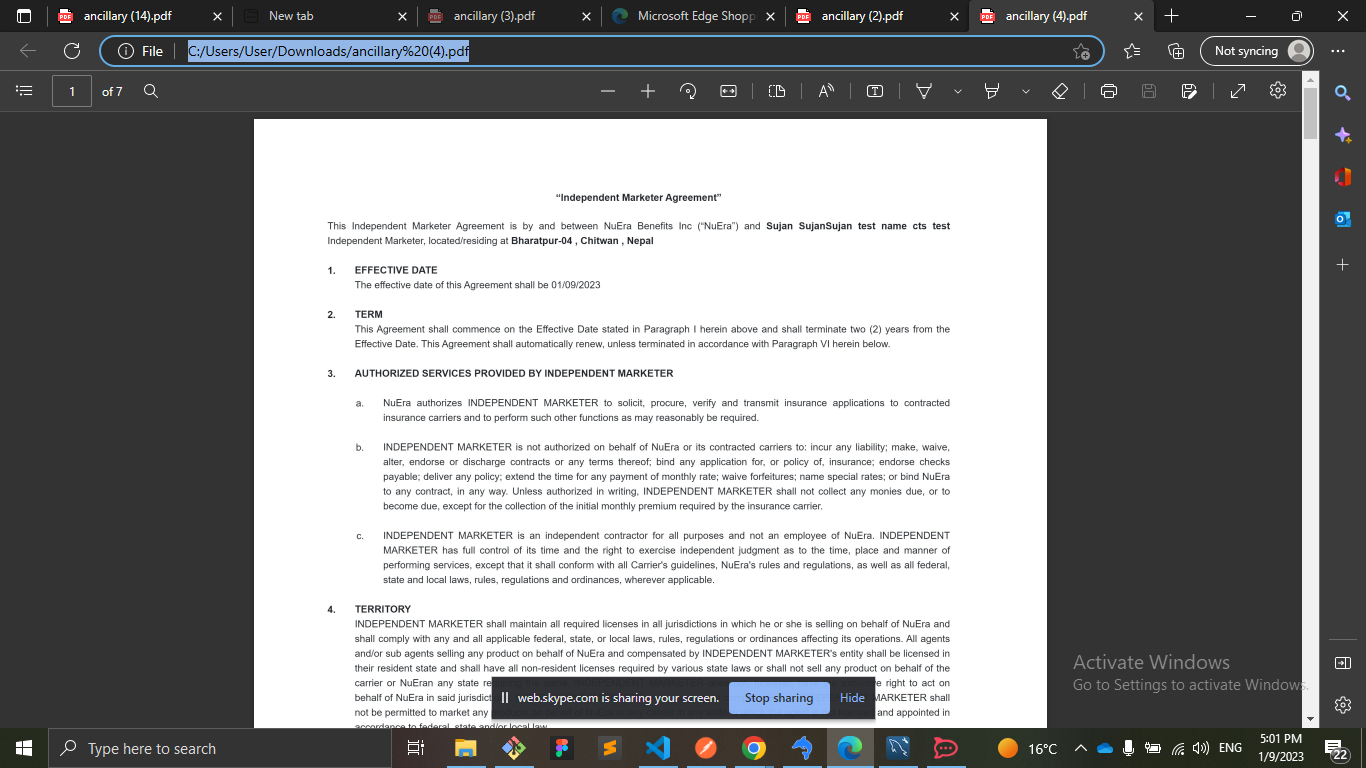 ancillary (14).pdf
New tab
ancillary (3).pdf
Microsoft Edge Shopp
ancillary (2).pdf
ancillary (4).pdf
File
C:/Users/User/Downloads/ancillary%20(4).pdf
Not syncing
1 of 7
“Independent Marketer Agreement”
This Independent Marketer Agreement is by and between NuEra Benefits Inc (“NuEra”) and Sujan SujanSujan test name cts test
Independent Marketer, located/residing at Bharatpur-04 , Chitwan , Nepal
1. EFFECTIVE DATE
The effective date of this Agreement shall be 01/09/2023
2. TERM
This Agreement shall commence on the Effective Date stated in Paragraph I herein above and shall terminate two (2) years from the
Effective Date. This Agreement shall automatically renew, unless terminated in accordance with Paragraph VI herein below.
3. AUTHORIZED SERVICES PROVIDED BY INDEPENDENT MARKETER
a. NuEra authorizes INDEPENDENT MARKETER to solicit, procure, verify and transmit insurance applications to contracted
insurance carriers and to perform such other functions as may reasonably be required.
b. INDEPENDENT MARKETER is not authorized on behalf of NuEra or its contracted carriers to: incur any liability; make, waive,
alter, endorse or discharge contracts or any terms thereof; bind any application for, or policy of, insurance; endorse checks
payable; deliver any policy; extend the time for any payment of monthly rate; waive forfeitures; name special rates; or bind NuEra
to any contract, in any way. Unless authorized in writing, INDEPENDENT MARKETER shall not collect any monies due, or to
become due, except for the collection of the initial monthly premium required by the insurance carrier.
c. INDEPENDENT MARKETER is an independent contractor for all purposes and not an employee of NuEra. INDEPENDENT
MARKETER has full control of its time and the right to exercise independent judgment as to the time, place and manner of
performing services, except that it shall conform with all Carrier's guidelines, NuEra's rules and regulations, as well as all federal,
state and local laws, rules, regulations and ordinances, wherever applicable.
4. TERRITORY
INDEPENDENT MARKETER shall maintain all required licenses in all jurisdictions in which he or she is selling on behalf of NuEra and
shall comply with any and all applicable federal, state, or local laws, rules, regulations or ordinances affecting its operations. All agents
and/or sub agents selling any product on behalf of NuEra and compensated by INDEPENDENT MARKETER's entity shall be licensed in
their resident state and shall have all non-resident licenses required by various state laws or shall not sell any product on behalf of the
carrier or NuEran any state re right to act on
behalf of NuEra in said jurisdict MARKETER shall
not be permitted to market any and appointed in
accordance to federal, state and/or local law.
web.skype.com is sharing your screen.
Stop sharing
Hide
Activate Windows
Go to Settings to activate Windows.
Type here to search
16°C
ENG
5:01 PM
1/9/2023
22